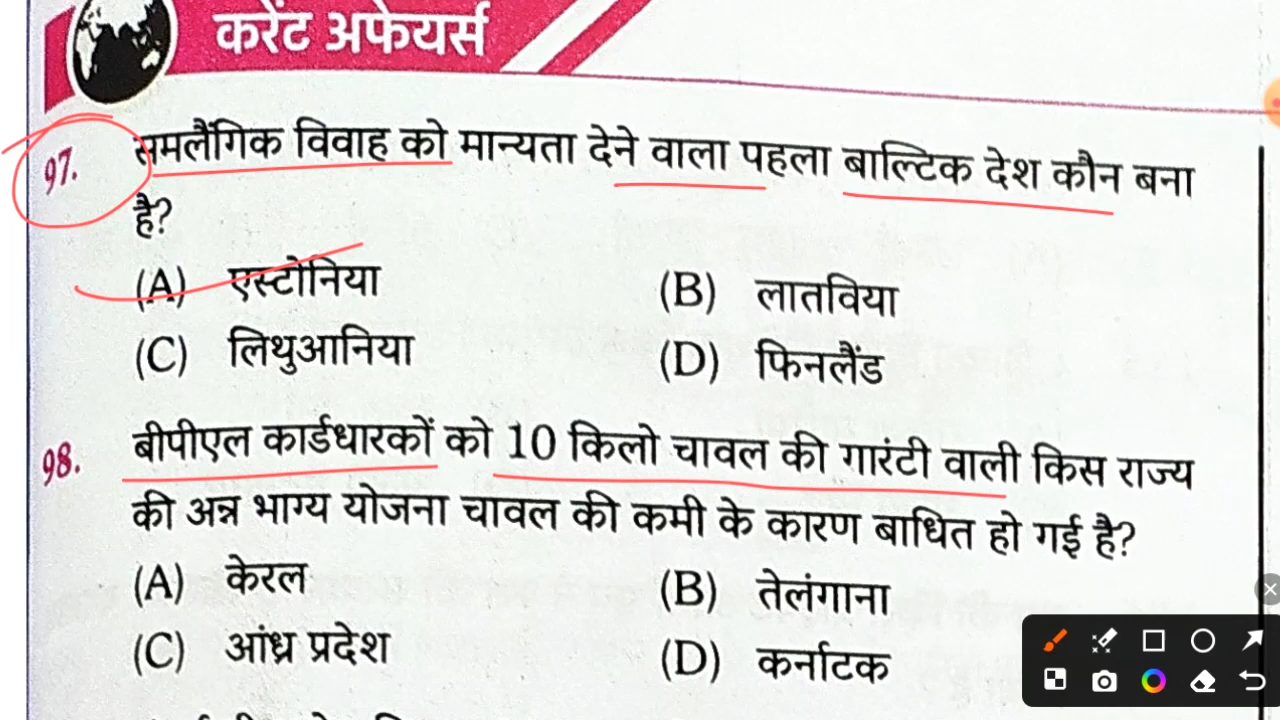 करेंट अफेयर्स
97. समलैंगिक विवाह को मान्यता देने वाला पहला बाल्टिक देश कौन बना
है?
(A) एस्टोनिया (B) लातविया
(C) लिथुआनिया (D) फिनलैंड
98. बीपीएल कार्डधारकों को 10 किलो चावल की गारंटी वाली किस राज्य
की अन्न भाग्य योजना चावल की कमी के कारण बाधित हो गई है?
(A) केरल (B) तेलंगाना
(C) आंध्र प्रदेश (D) कर्नाटक